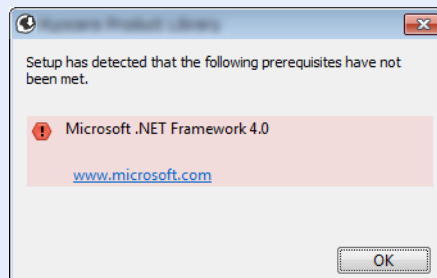 Setup has detected that the following prerequisites have not
been met.
Microsoft .NET Framework 4.0
www.microsoft.com
OK